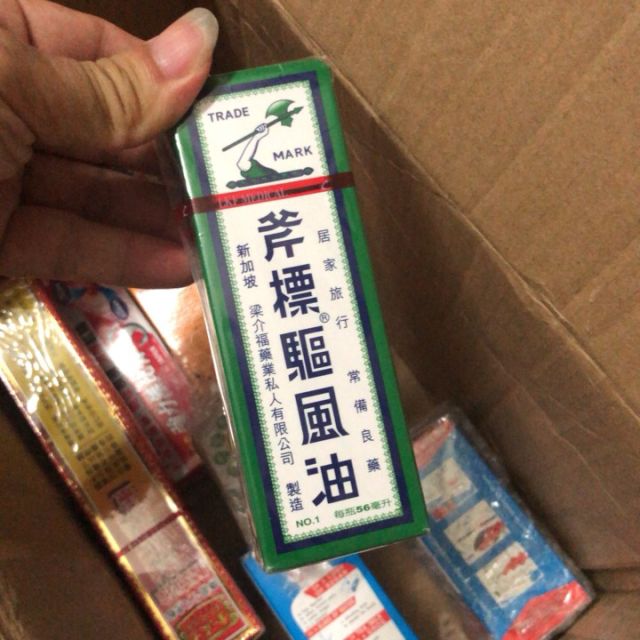 TRADE
MARK
LKF MEDICAL
斧標驅風油
®
居家旅行 常備良藥
新加坡 梁介福藥業私人有限公司 製造
NO.1 每瓶56毫升